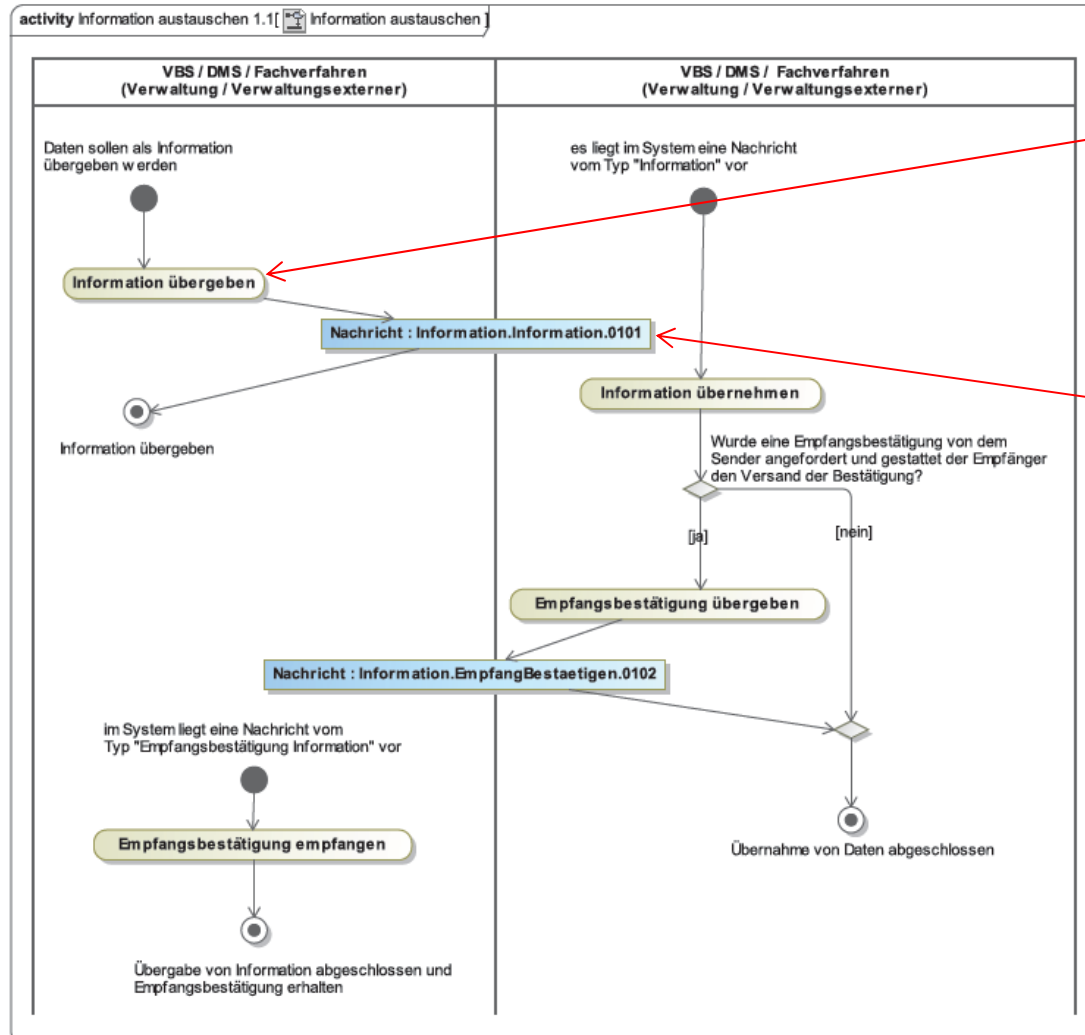 activity Information austauschen 1.1[ Information austauschen ]
VBS / DMS / Fachverfahren
(Verwaltung / Verwaltungsexterner)
VBS / DMS / Fachverfahren
(Verwaltung / Verwaltungsexterner)
Daten sollen als Information
übergeben werden
es liegt im System eine Nachricht
vom Typ "Information" vor
Information übergeben
Nachricht : Information.Information.0101
Information übernehmen
Information übergeben
Wurde eine Empfangsbestätigung von dem
Sender angefordert und gestattet der Empfänger
den Versand der Bestätigung?
[ja]
[nein]
Empfangsbestätigung übergeben
Nachricht : Information.EmpfangBestaetigen.0102
im System liegt eine Nachricht vom
Typ "Empfangsbestätigung Information" vor
Empfangsbestätigung empfangen
Übernahme von Daten abgeschlossen
Übergabe von Information abgeschlossen und
Empfangsbestätigung erhalten